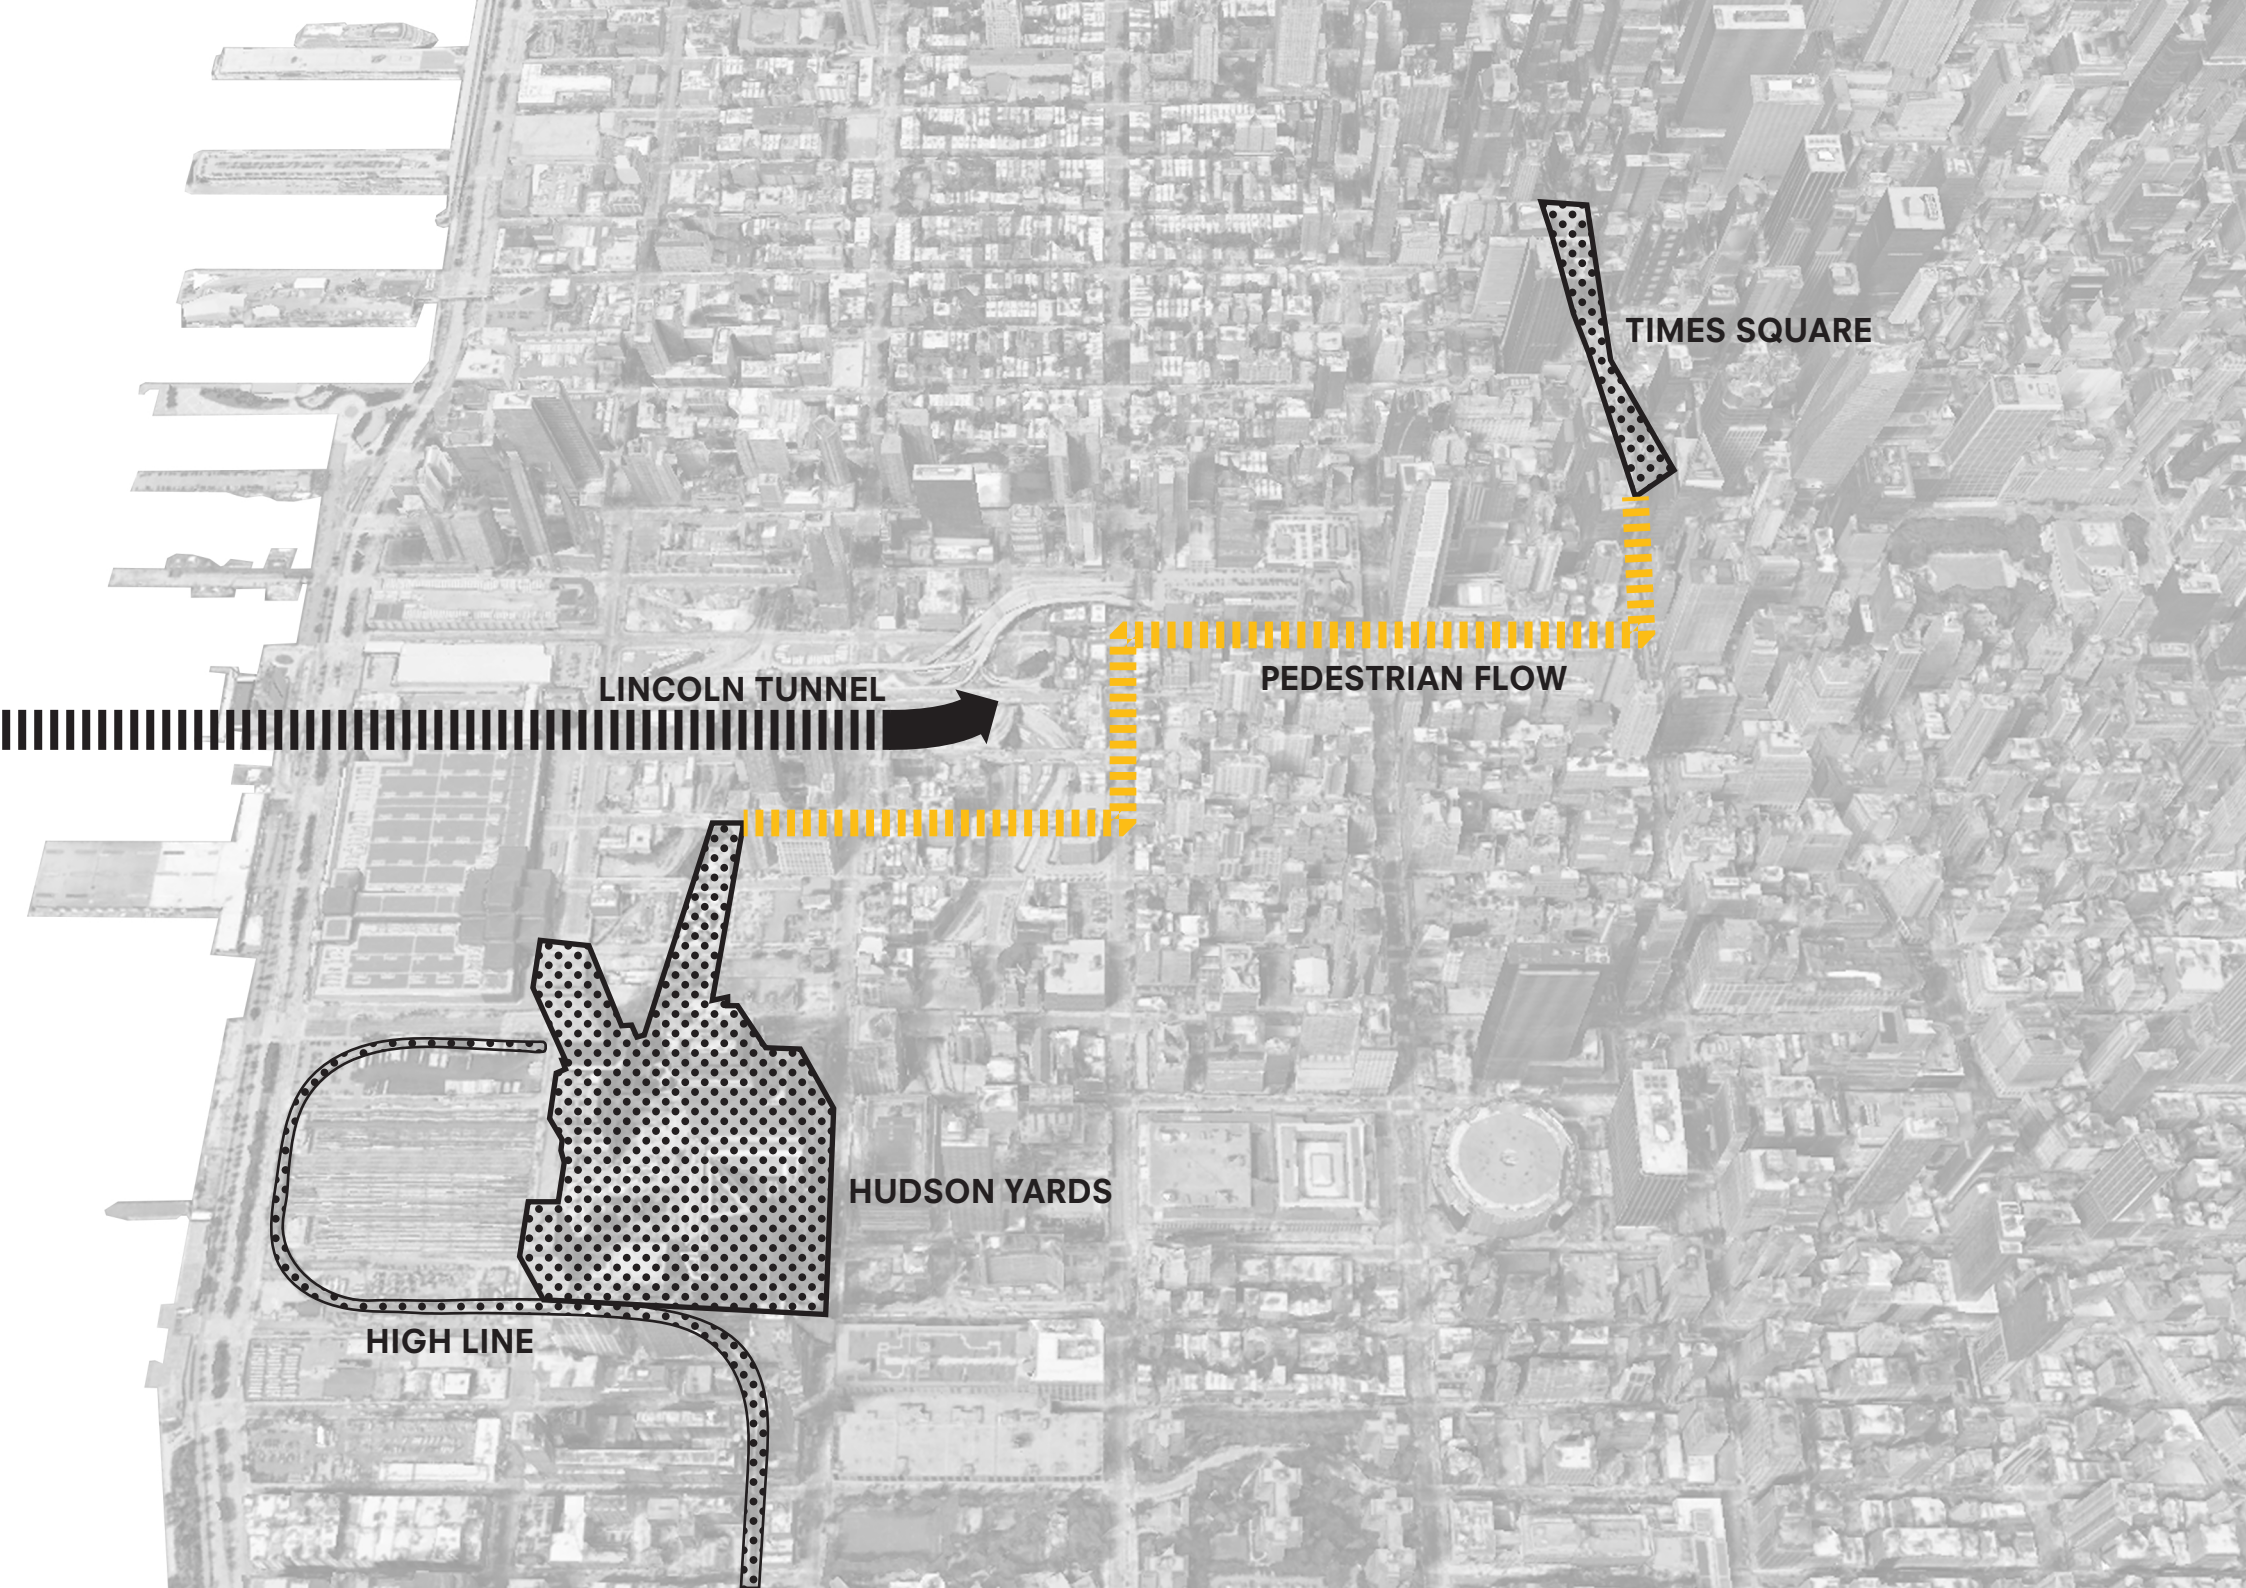 TIMES SQUARE
PEDESTRIAN FLOW
LINCOLN TUNNEL
HUDSON YARDS
HIGH LINE